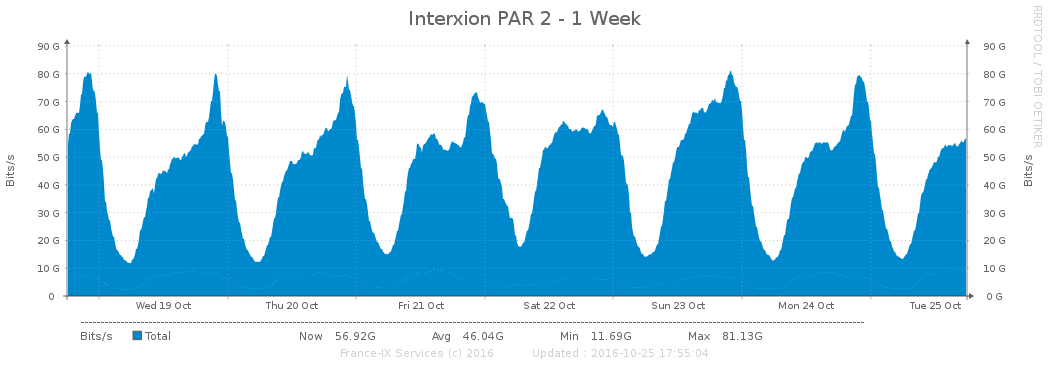 Interxion PAR 2 - 1 Week
RRDTOOL / TOBI OETIKER
Bits/s
90 G 90 G
80 G 80 G
70 G 70 G
60 G 60 G
50 G 50 G
40 G 40 G
30 G 30 G
20 G 20 G
10 G 10 G
0 0 G
Bits/s
Wed 19 Oct Thu 20 Oct Fri 21 Oct Sat 22 Oct Sun 23 Oct Mon 24 Oct Tue 25 Oct
Bits/s Total Now 56.92G Avg 46.04G Min 11.69G Max 81.13G
France-IX Services (c) 2016 Updated : 2016-10-25 17:55:04